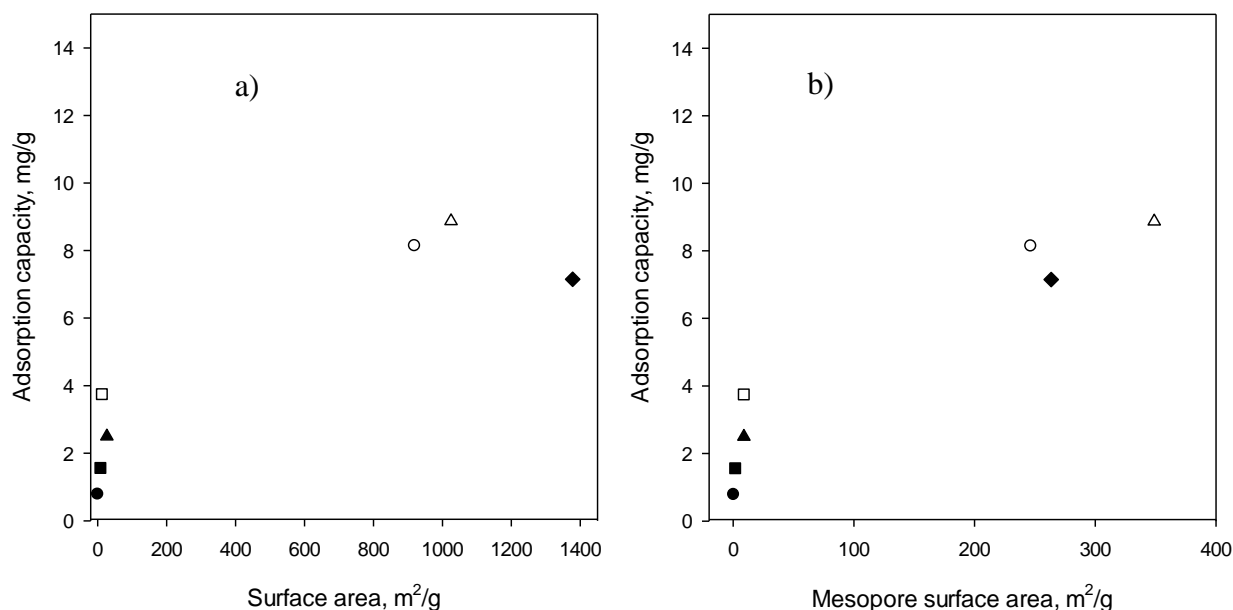 a)
Adsorption capacity, mg/g
14
12
10
8
6
4
2
0
0 200 400 600 800 1000 1200 1400
Surface area, m²/g
b)
Adsorption capacity, mg/g
14
12
10
8
6
4
2
0
0 100 200 300 400
Mesopore surface area, m²/g